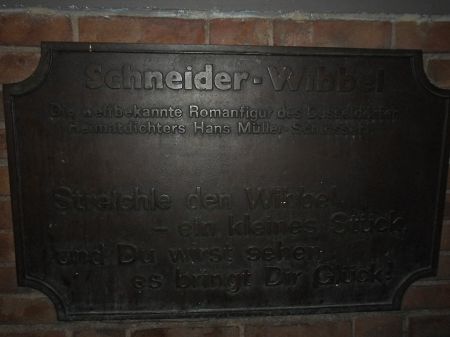 Schneider-Wibbel
Die weltbekannte Romanfigur des Düsseldorfer
Heimatdichters Hans Müller-Schlösser
Streichle den Wibbel
- ein kleines Stück
und Du wirst sehen
es bringt Dir Glück!